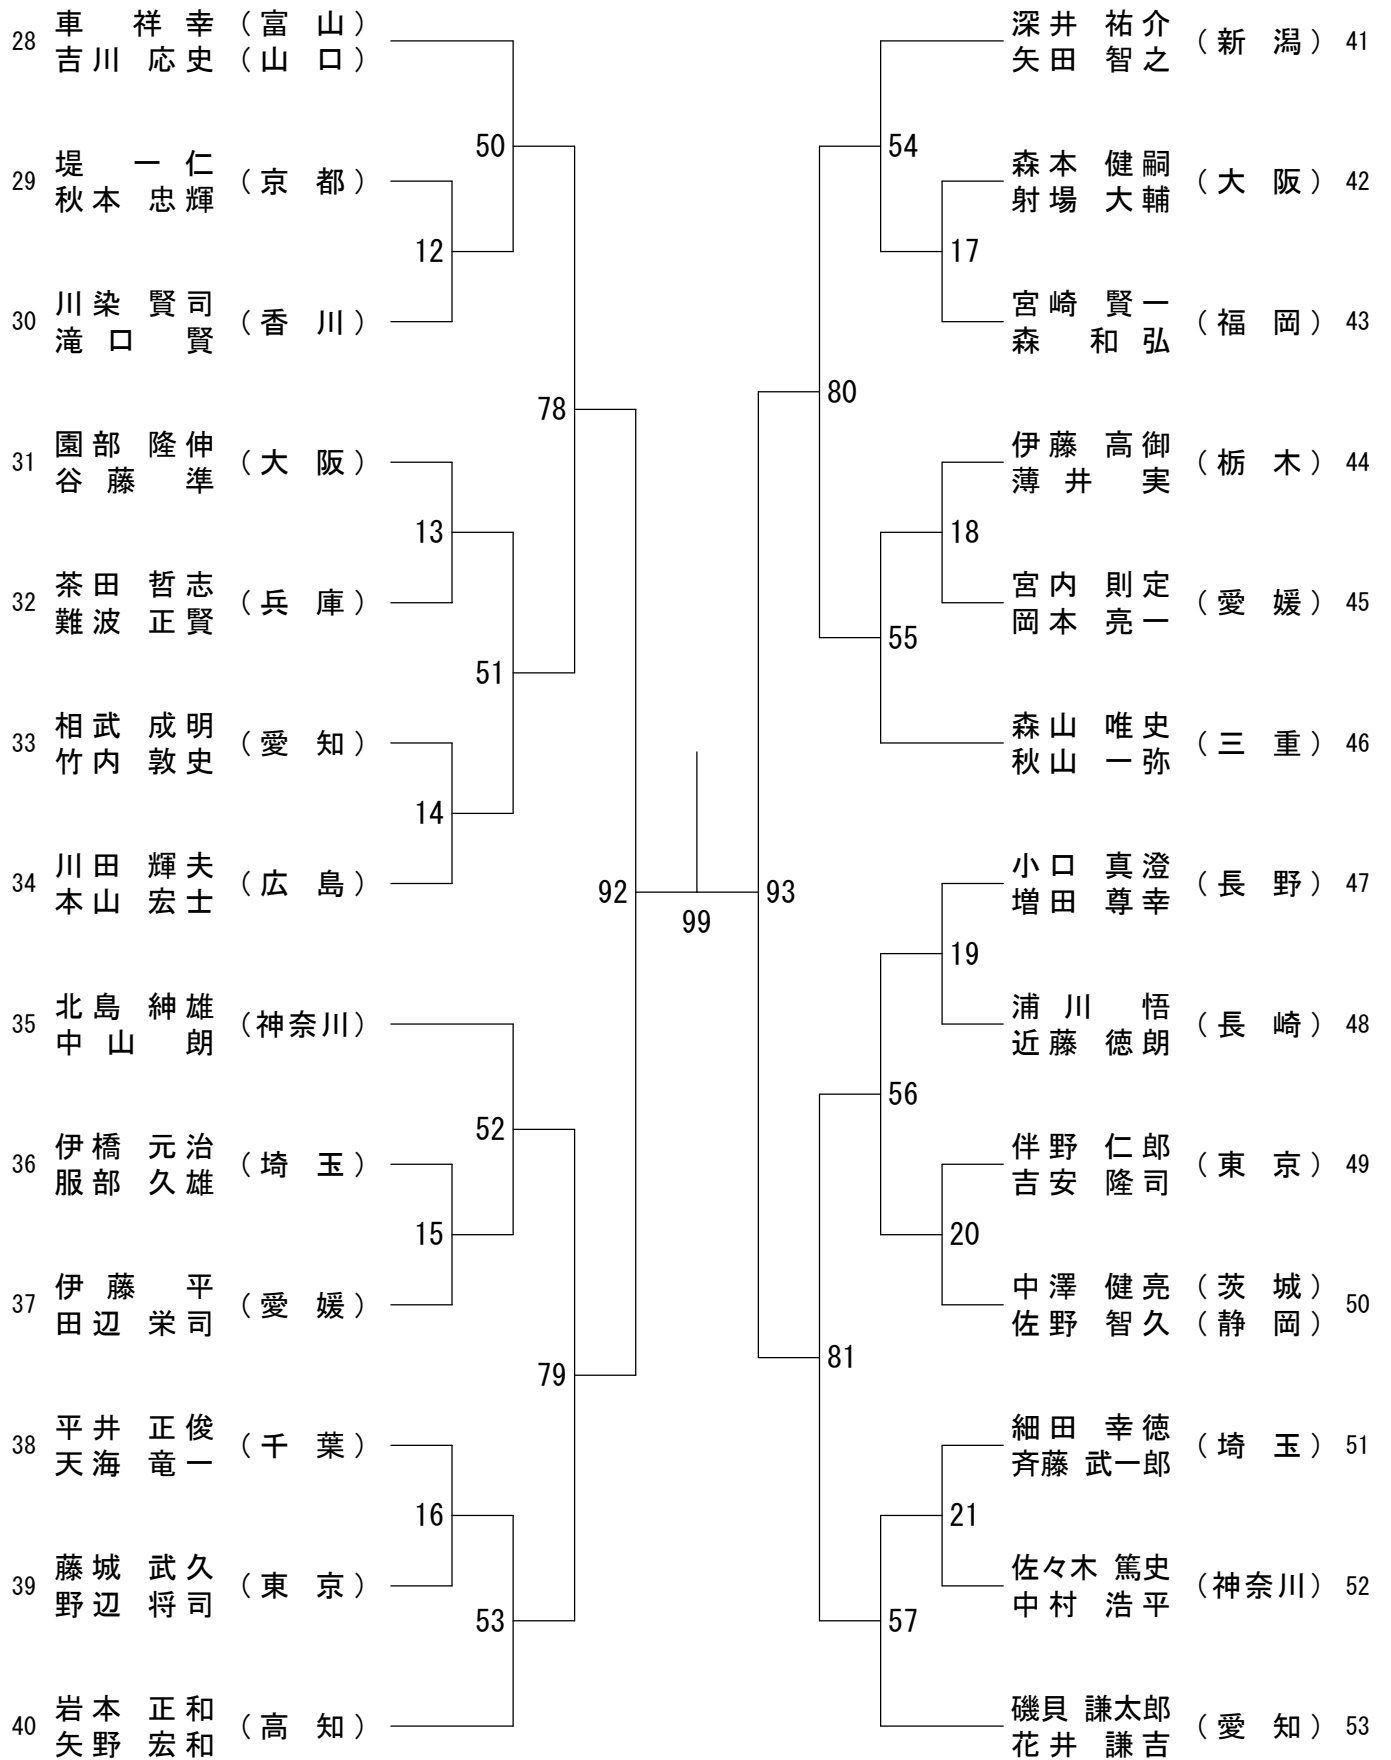 28 車 祥幸 (富山)
吉川 応史 (山口)
29 堤 一仁 (京都)
秋本 忠輝
30 川染 賢司 (香川)
滝口 賢
31 園部 隆伸 (大阪)
谷藤 準
32 茶田 哲志 (兵庫)
難波 正賢
33 相武 成明 (愛知)
竹内 敦史
34 川田 輝夫 (広島)
本山 宏士
35 北島 紳雄 (神奈川)
中山 朗
36 伊橋 元治 (埼玉)
服部 久雄
37 伊藤 平 (愛媛)
田辺 栄司
38 平井 正俊 (千葉)
天海 竜一
39 藤城 武久 (東京)
野辺 将司
40 岩本 正和 (高知)
矢野 宏和
50
12
78
13
51
14
92
52
15
79
16
53
99
深井 祐介 (新潟) 41
矢田 智之
森本 健嗣 (大阪) 42
射場 大輔
宮崎 賢一 (福岡) 43
森 和弘
伊藤 高御 (栃木) 44
薄井 実
宮内 則定 (愛媛) 45
岡本 亮一
森山 唯史 (三重) 46
秋山 一弥
小口 真澄 (長野) 47
増田 尊幸
浦川 悟 (長崎) 48
近藤 徳朗
伴野 仁郎 (東京) 49
吉安 隆司
中澤 健亮 (茨城) 50
佐野 智久 (静岡)
細田 幸徳 (埼玉) 51
斉藤 武一郎
佐々木 篤史 (神奈川) 52
中村 浩平
磯貝 謙太郎 (愛知) 53
花井 謙吉
54
17
80
18
55
93
19
56
20
81
21
57